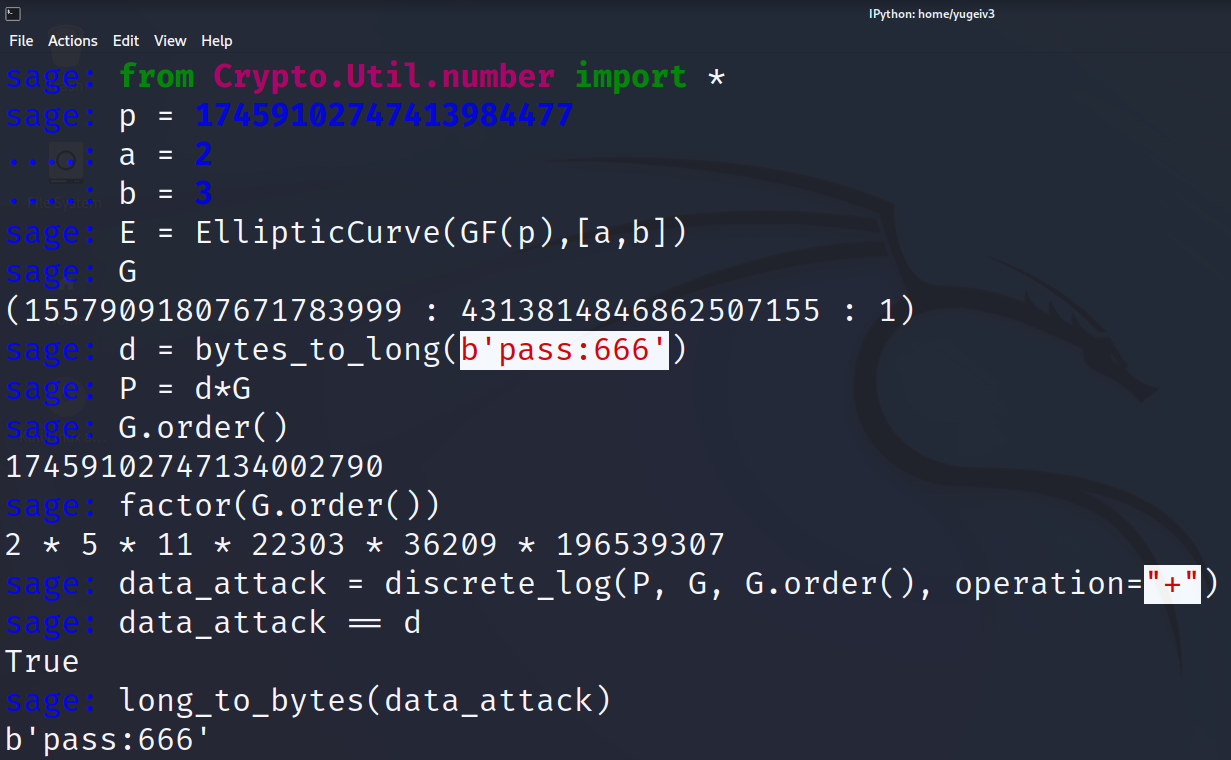 IPython: home/yugeiv3
File Actions Edit View Help
sage: from Crypto.Util.number import *
sage: p = 17459102747413984477
....: a = 2
....: b = 3
sage: E = EllipticCurve(GF(p),[a,b])
sage: G
(15579091807671783999 : 4313814846862507155 : 1)
sage: d = bytes_to_long(b'pass:666')
sage: P = d*G
sage: G.order()
17459102747134002790
sage: factor(G.order())
2 * 5 * 11 * 22303 * 36209 * 196539307
sage: data_attack = discrete_log(P, G, G.order(), operation="+")
sage: data_attack == d
True
sage: long_to_bytes(data_attack)
b'pass:666'